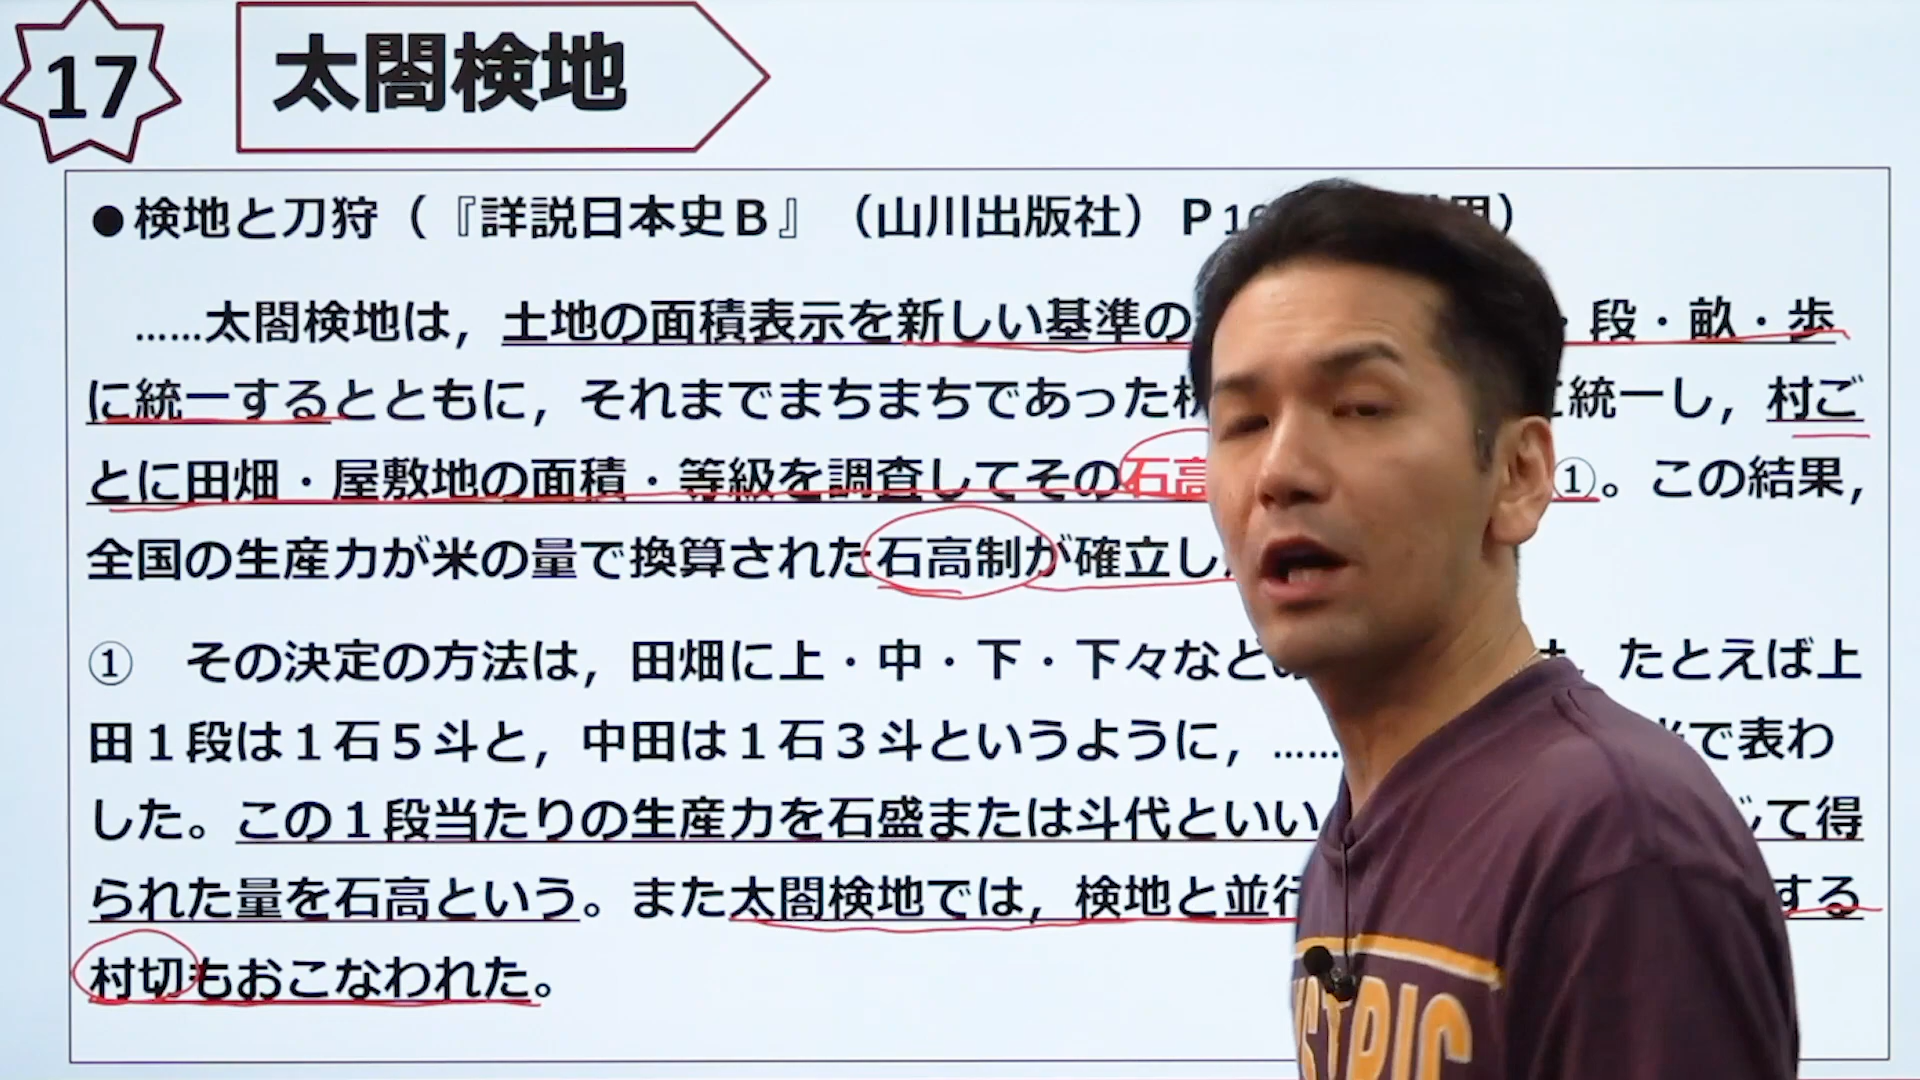 17
太閤検地
●検地と刀狩（『詳説日本史Ｂ』（山川出版社）Ｐ1
……太閤検地は，土地の面積表示を新しい基準の ・段・畝・歩
に統一するとともに，それまでまちまちであった に統一し，村ご
とに田畑・屋敷地の面積・等級を調査してその石高 ①。この結果，
全国の生産力が米の量で換算された石高制が確立し
① その決定の方法は，田畑に上・中・下・下々など たとえば上
田１段は１石５斗と，中田は１石３斗というように，…… で表わ
した。この１段当たりの生産力を石盛または斗代といい て得
られた量を石高という。また太閤検地では，検地と並行 する
村切もおこなわれた。